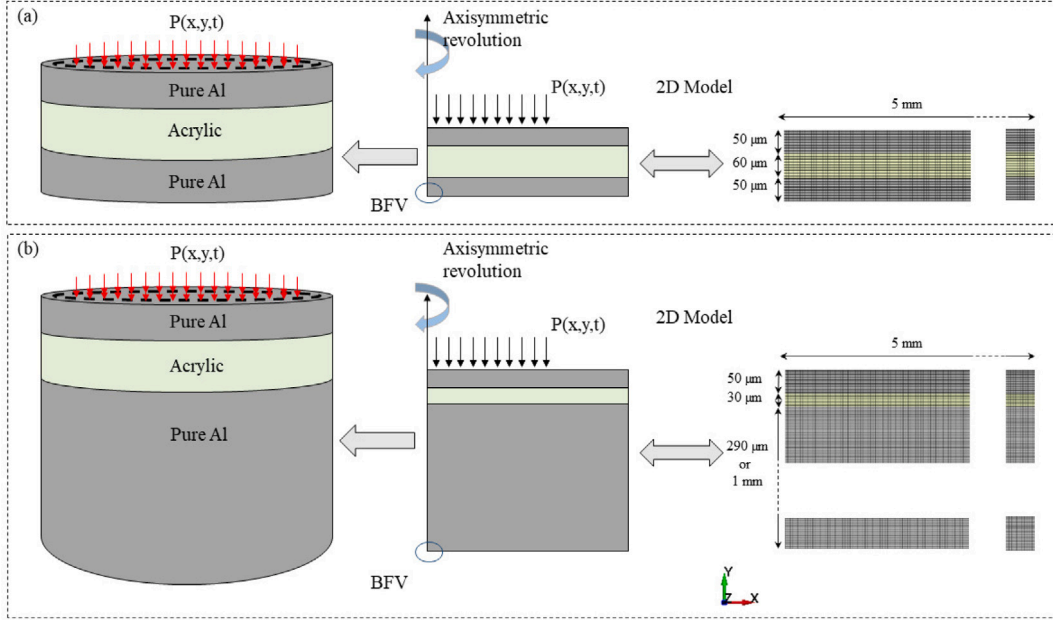 (a)
P(x,y,t)
Pure Al
Acrylic
Pure Al
Axisymmetric
revolution
P(x,y,t)
BFV
2D Model
5 mm
50 μm
60 μm
50 μm
(b)
P(x,y,t)
Pure Al
Acrylic
Pure Al
Axisymmetric
revolution
P(x,y,t)
BFV
2D Model
5 mm
50 μm
30 μm
290 μm
or
1 mm
Y
Z
X